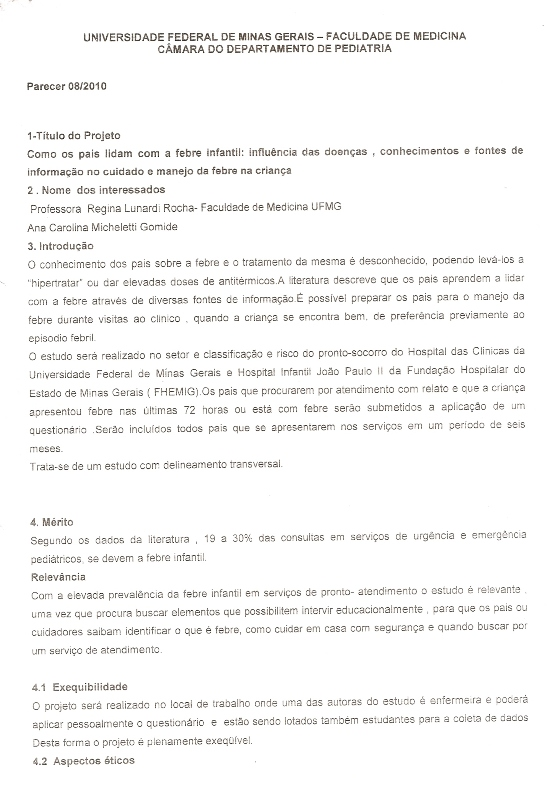 UNIVERSIDADE FEDERAL DE MINAS GERAIS – FACULDADE DE MEDICINA
CÂMARA DO DEPARTAMENTO DE PEDIATRIA
Parecer 08/2010
1-Título do Projeto
Como os pais lidam com a febre infantil: influência das doenças , conhecimentos e fontes de
informação no cuidado e manejo da febre na criança
2 . Nome dos interessados
Professora Regina Lunardi Rocha- Faculdade de Medicina UFMG
Ana Carolina Micheletti Gomide
3. Introdução
O conhecimento dos pais sobre a febre e o tratamento da mesma é desconhecido, podendo levá-los a
“hipertratar” ou dar elevadas doses de antitérmicos.A literatura descreve que os pais aprendem a lidar
com a febre através de diversas fontes de informação.É possível preparar os pais para o manejo da
febre durante visitas ao clínico , quando a criança se encontra bem, de preferência previamente ao
episodio febril.
O estudo será realizado no setor e classificação e risco do pronto-socorro do Hospital das Clinicas da
Universidade Federal de Minas Gerais e Hospital Infantil João Paulo II da Fundação Hospitalar do
Estado de Minas Gerais ( FHEMIG).Os pais que procurarem por atendimento com relato e que a criança
apresentou febre nas últimas 72 horas ou está com febre serão submetidos a aplicação de um
questionário .Serão incluídos todos pais que se apresentarem nos serviços em um período de seis
meses.
Trata-se de um estudo com delineamento transversal.
4. Mérito
Segundo os dados da literatura , 19 a 30% das consultas em serviços de urgência e emergência
pediátricos, se devem a febre infantil.
Relevância
Com a elevada prevalência da febre infantil em serviços de pronto- atendimento o estudo é relevante ,
uma vez que procura buscar elementos que possibilitem intervir educacionalmente , para que os pais ou
cuidadores saibam identificar o que é febre, como cuidar em casa com segurança e quando buscar por
um serviço de atendimento.
4.1 Exequibilidade
O projeto será realizado no local de trabalho onde uma das autoras do estudo é enfermeira e poderá
aplicar pessoalmente o questionário e estão sendo lotados também estudantes para a coleta de dados
Desta forma o projeto é plenamente exeqüível.
4.2 Aspectos éticos